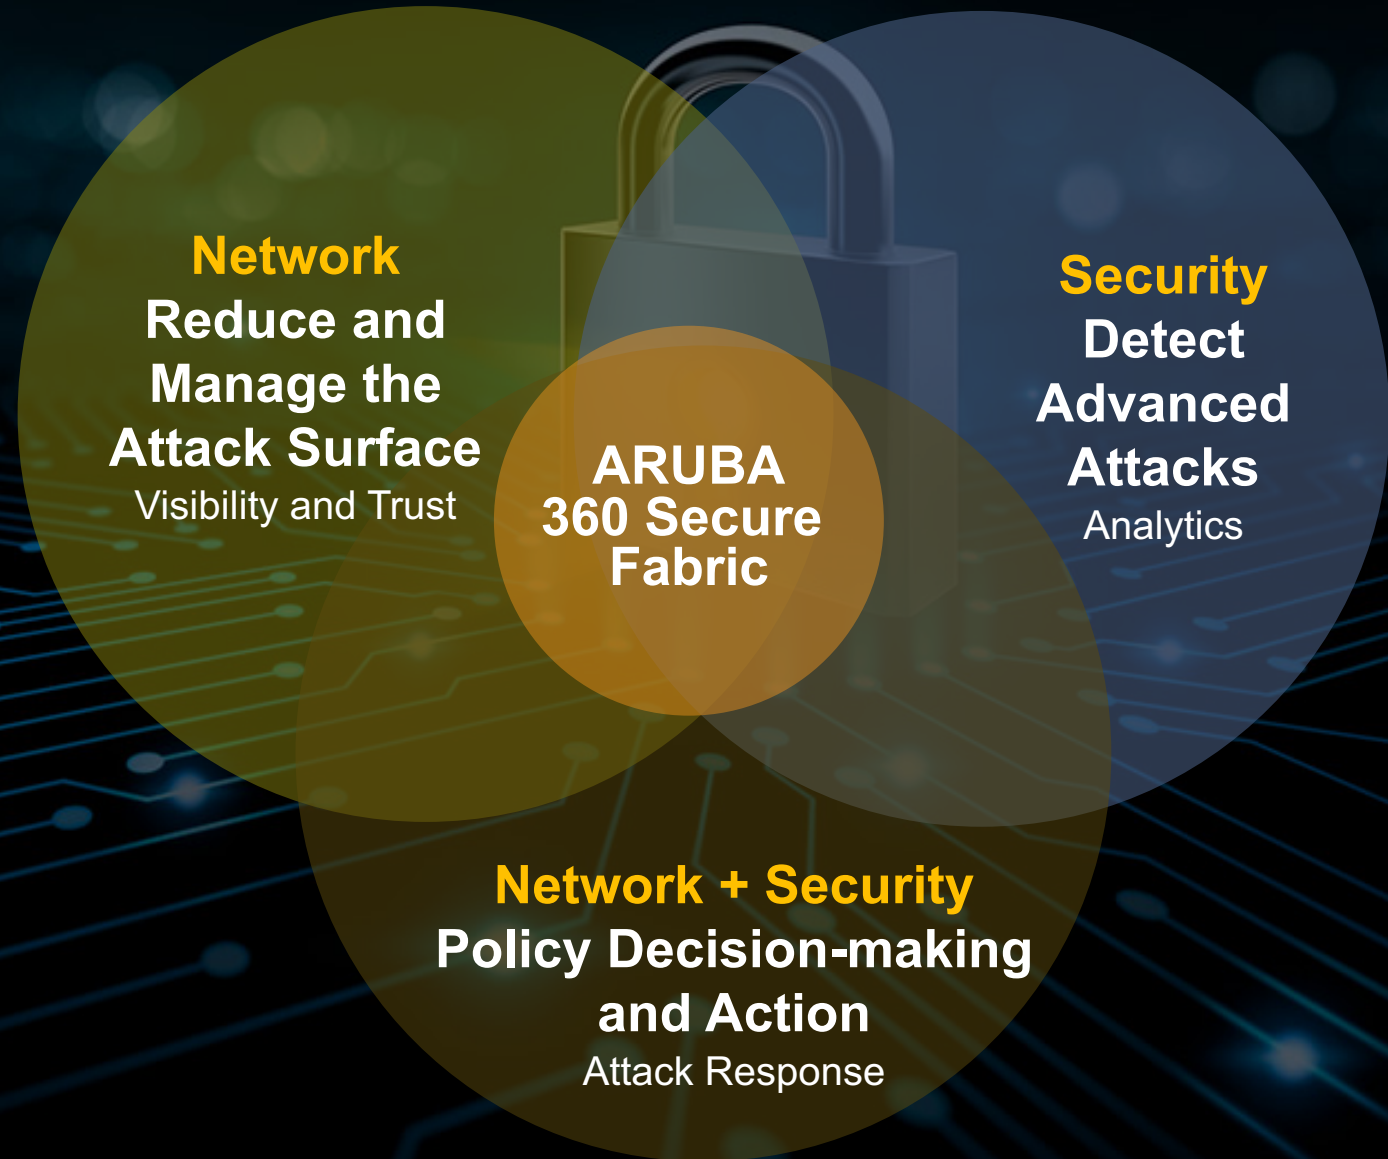 Network
Reduce and
Manage the
Attack Surface
Visibility and Trust
Security
Detect
Advanced
Attacks
Analytics
ARUBA
360 Secure
Fabric
Network + Security
Policy Decision-making
and Action
Attack Response